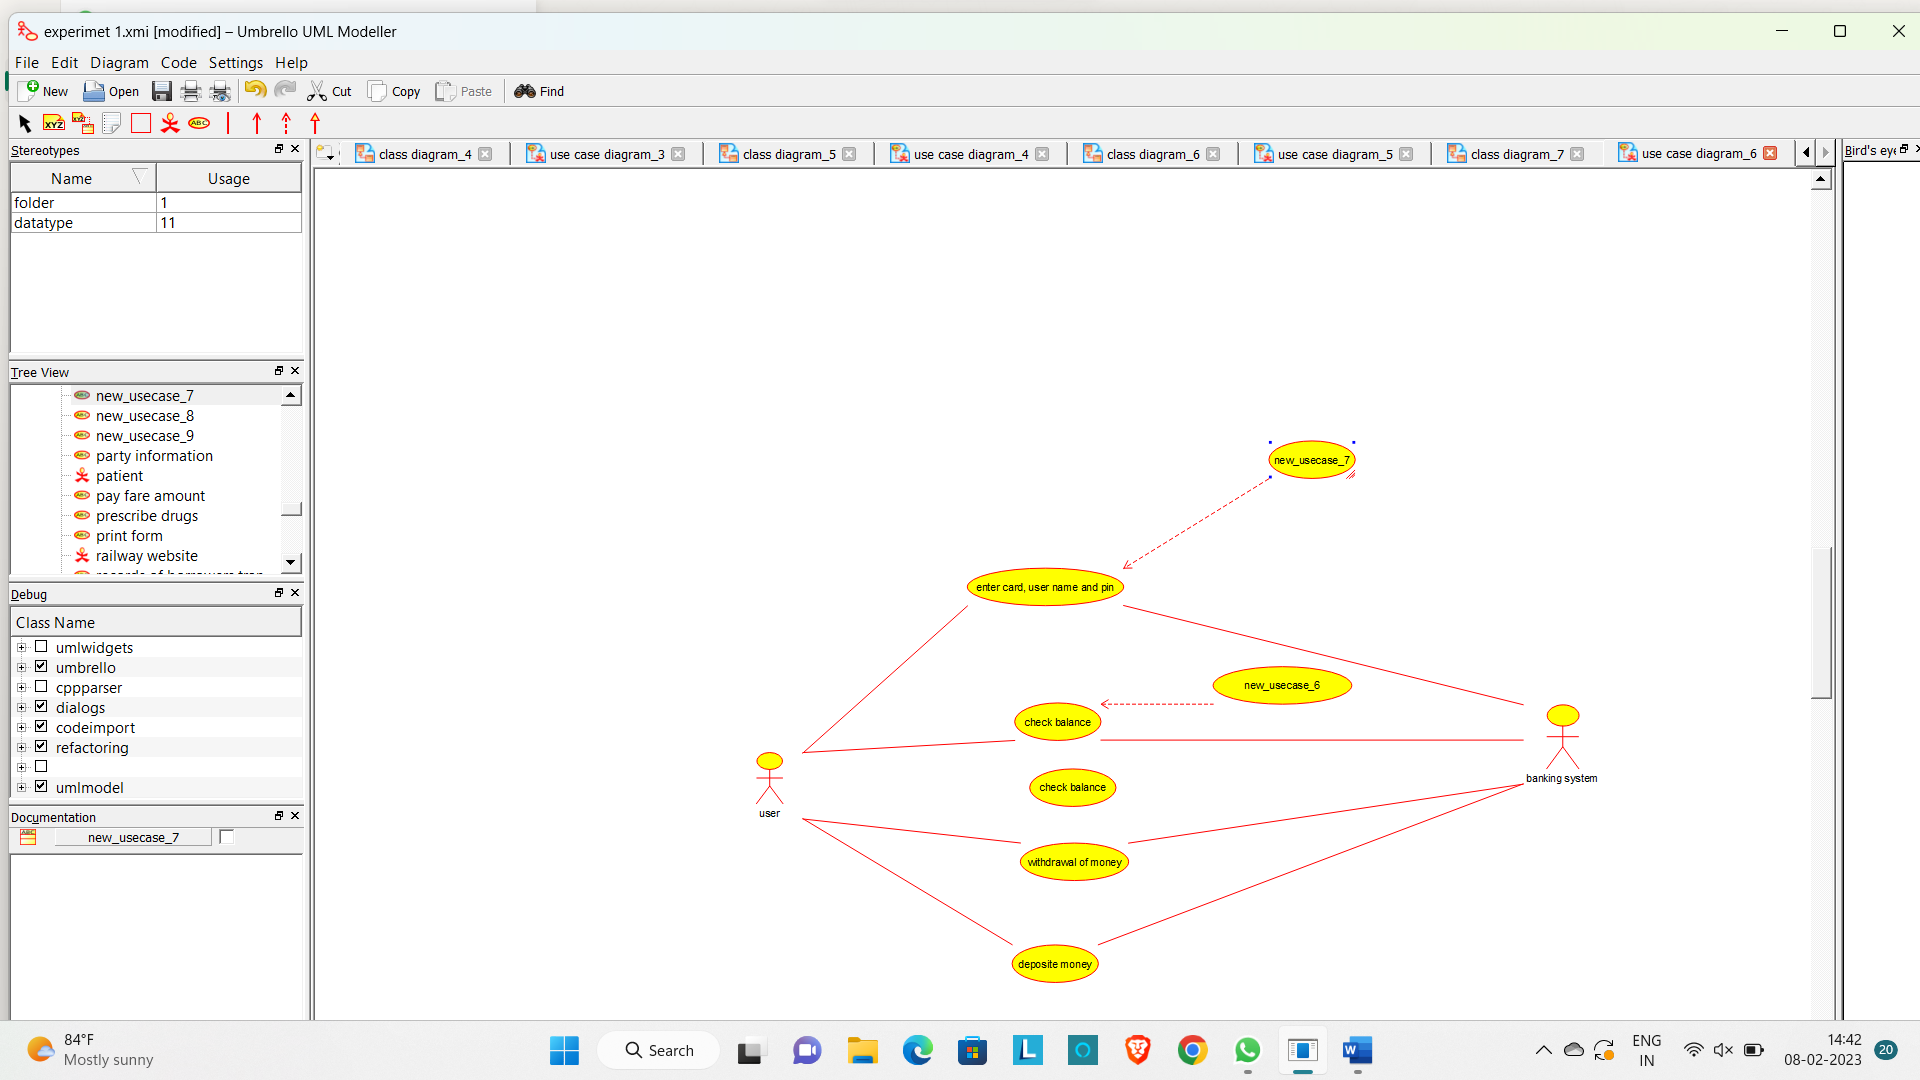 experimet 1.xmi [modified] – Umbrello UML Modeller
File Edit Diagram Code Settings Help
New Open Cut Copy Paste Find
XYZ XYZ ABC
Stereotypes
Name Usage
folder 1
datatype 11
class diagram_4 use case diagram_3 class diagram_5 use case diagram_4 class diagram_6 use case diagram_5 class diagram_7 use case diagram_6
Bird's eye
Tree View
new_usecase_7
new_usecase_8
new_usecase_9
party information
patient
pay fare amount
prescribe drugs
print form
railway website
Debug
Class Name
umlwidgets
umbrello
cppparser
dialogs
codeimport
refactoring
umlmodel
Documentation
new_usecase_7
new_usecase_7
enter card, user name and pin
new_usecase_6
check balance
banking system
check balance
user
withdrawal of money
deposite money
84°F
Mostly sunny
Search
ENG
IN
14:42
08-02-2023
20